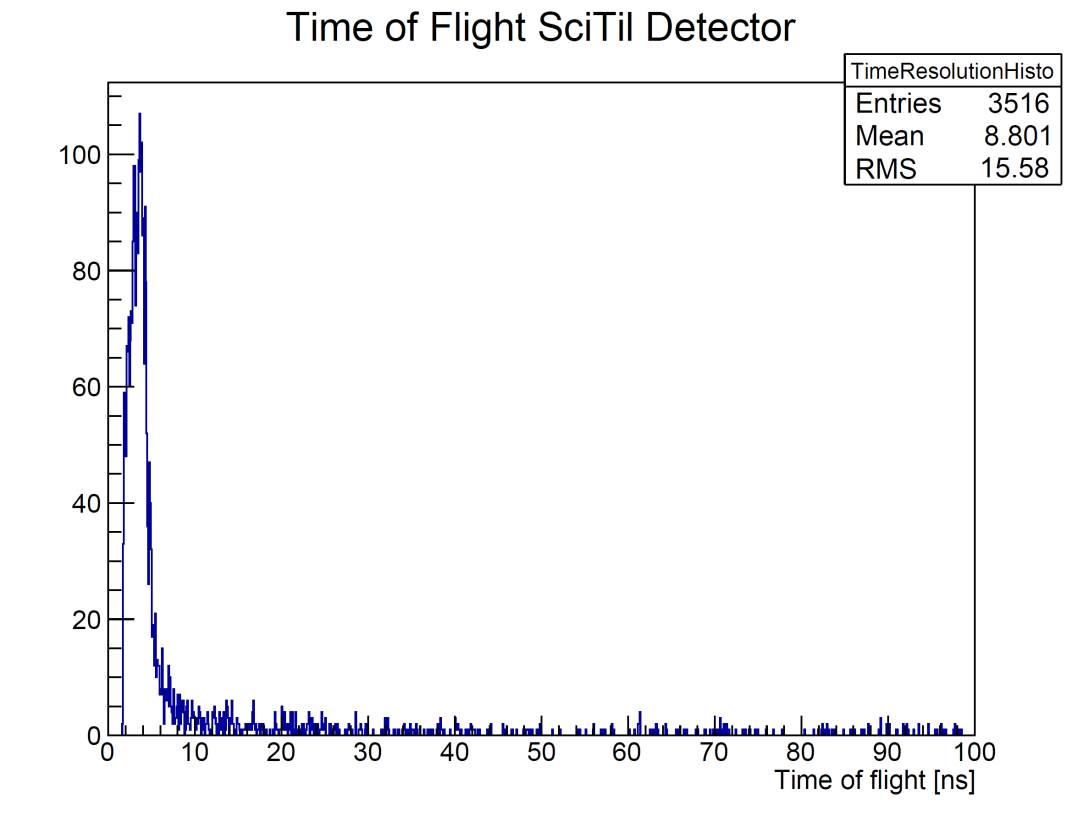 Time of Flight SciTil Detector
TimeResolutionHisto
Entries 3516
Mean 8.801
RMS 15.58
100
80
60
40
20
0
0 10 20 30 40 50 60 70 80 90 100
Time of flight [ns]